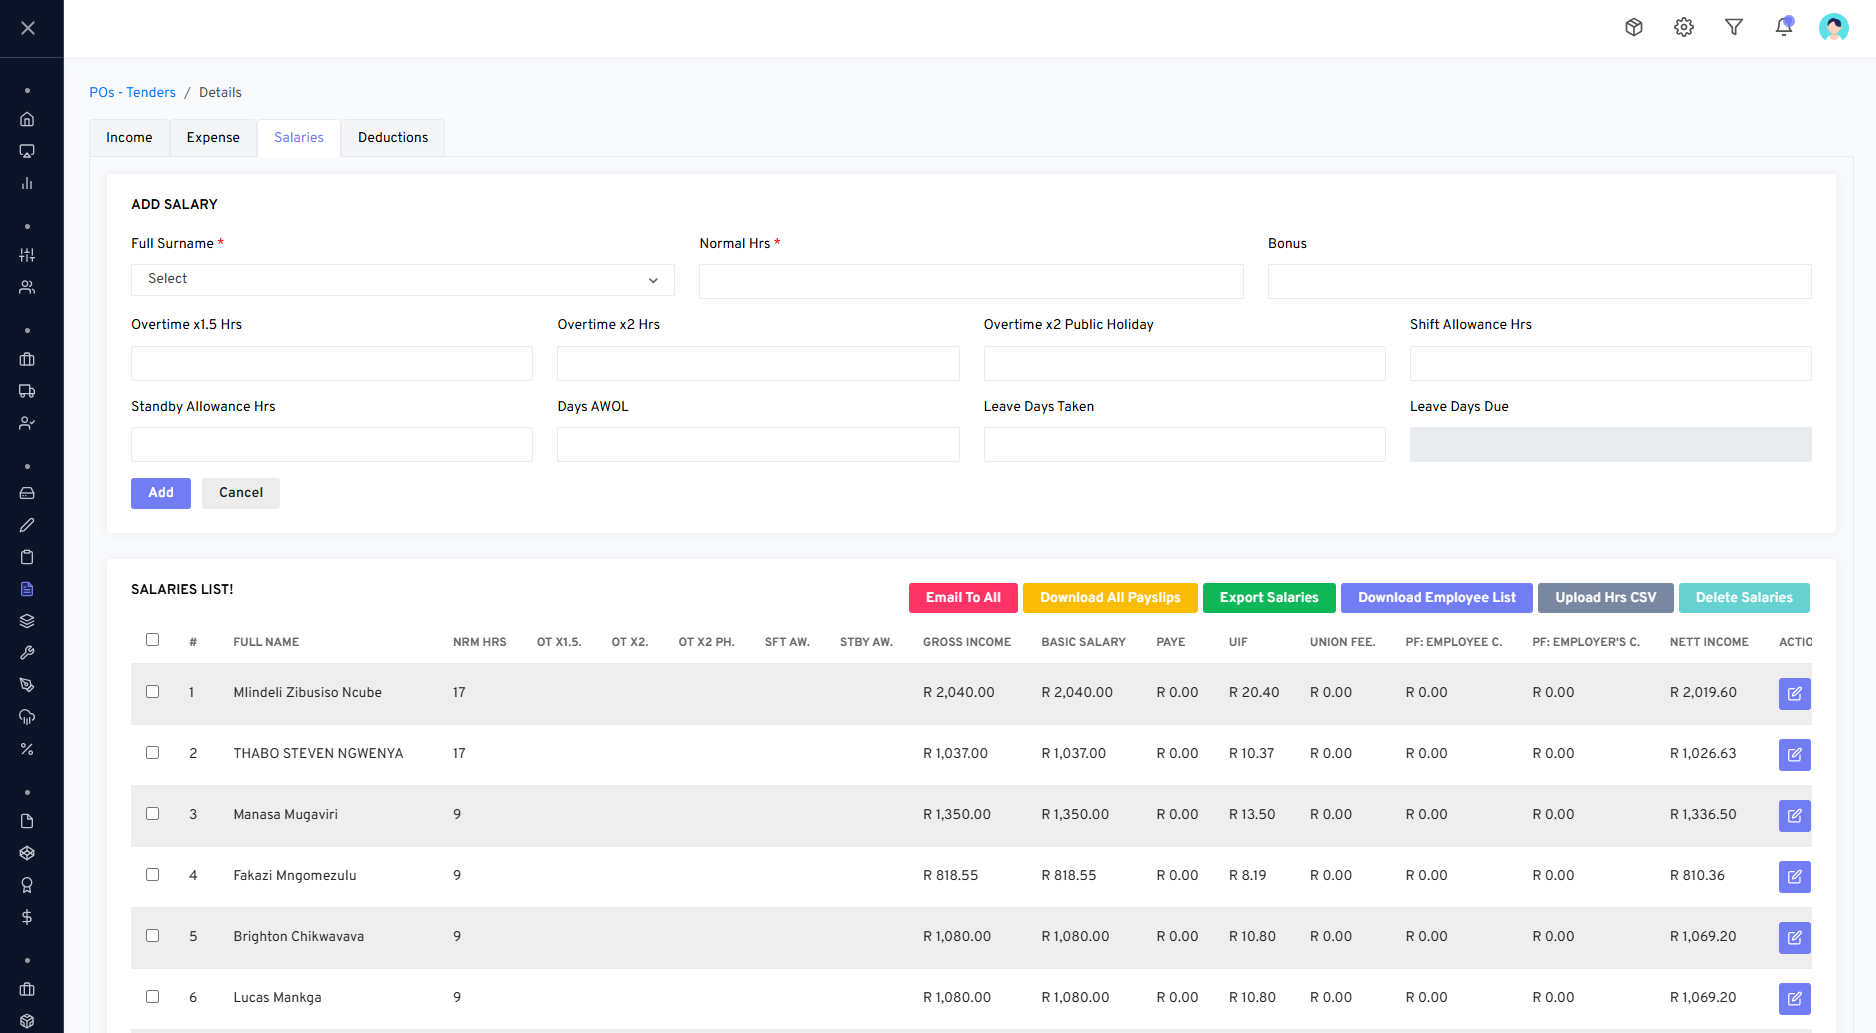 POs - Tenders / Details
Income Expense Salaries Deductions
ADD SALARY
Full Surname * Normal Hrs * Bonus
Select
Overtime x1.5 Hrs Overtime x2 Hrs Overtime x2 Public Holiday Shift Allowance Hrs
Standby Allowance Hrs Days AWOL Leave Days Taken Leave Days Due
Add Cancel
SALARIES LIST! Email To All Download All Payslips Export Salaries Download Employee List Upload Hrs CSV Delete Salaries
# FULL NAME NRM HRS OT X1.5. OT X2. OT X2 PH. SFT AW. STBY AW. GROSS INCOME BASIC SALARY PAYE UIF UNION FEE. PF: EMPLOYEE C. PF: EMPLOYER'S C. NETT INCOME ACTIO
1 Mlindeli Zibusiso Ncube 17 R 2,040.00 R 2,040.00 R 0.00 R 20.40 R 0.00 R 0.00 R 0.00 R 2,019.60
2 THABO STEVEN NGWENYA 17 R 1,037.00 R 1,037.00 R 0.00 R 10.37 R 0.00 R 0.00 R 0.00 R 1,026.63
3 Manasa Mugaviri 9 R 1,350.00 R 1,350.00 R 0.00 R 13.50 R 0.00 R 0.00 R 0.00 R 1,336.50
4 Fakazi Mngomezulu 9 R 818.55 R 818.55 R 0.00 R 8.19 R 0.00 R 0.00 R 0.00 R 810.36
5 Brighton Chikwavava 9 R 1,080.00 R 1,080.00 R 0.00 R 10.80 R 0.00 R 0.00 R 0.00 R 1,069.20
6 Lucas Mankga 9 R 1,080.00 R 1,080.00 R 0.00 R 10.80 R 0.00 R 0.00 R 0.00 R 1,069.20